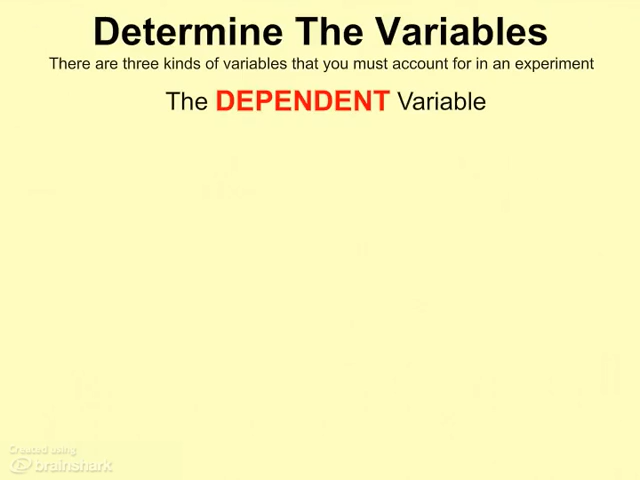 Determine The Variables
There are three kinds of variables that you must account for in an experiment
The DEPENDENT Variable
Created using
brainshark